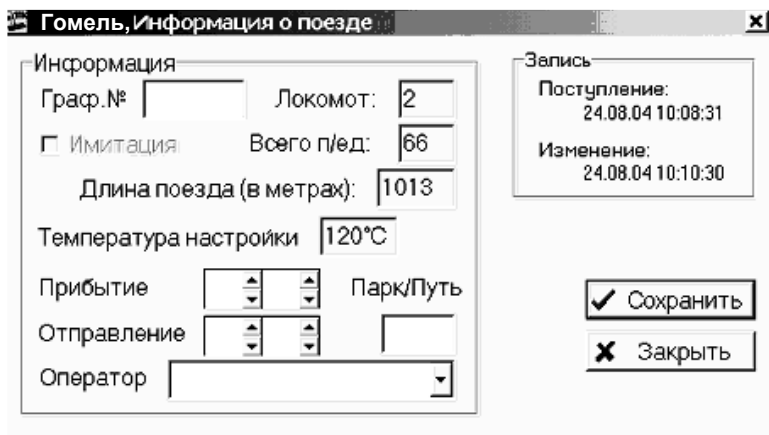 Гомель, Информация о поезде
Информация
Граф.№ Локомот: 2
Имитация Всего п/ед: 66
Длина поезда (в метрах): 1013
Температура настройки 120°C
Прибытие Парк/Путь
Отправление
Оператор
Запись
Поступление:
24.08.04 10:08:31
Изменение:
24.08.04 10:10:30
Сохранить
Закрыть